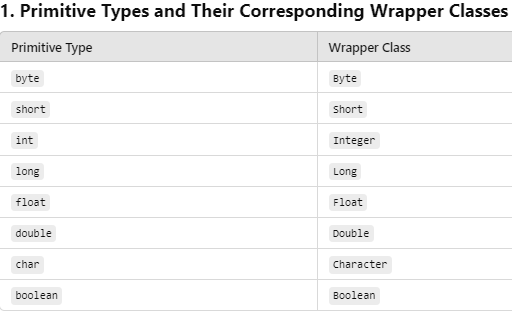 1. Primitive Types and Their Corresponding Wrapper Classes
Primitive Type Wrapper Class
byte Byte
short Short
int Integer
long Long
float Float
double Double
char Character
boolean Boolean